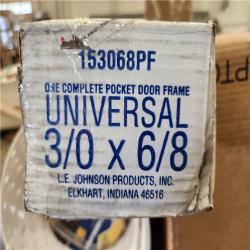 153068PF
ONE COMPLETE POCKET DOOR FRAME
UNIVERSAL
3/0 x 6/8
L.E. JOHNSON PRODUCTS, INC.
ELKHART, INDIANA 46516